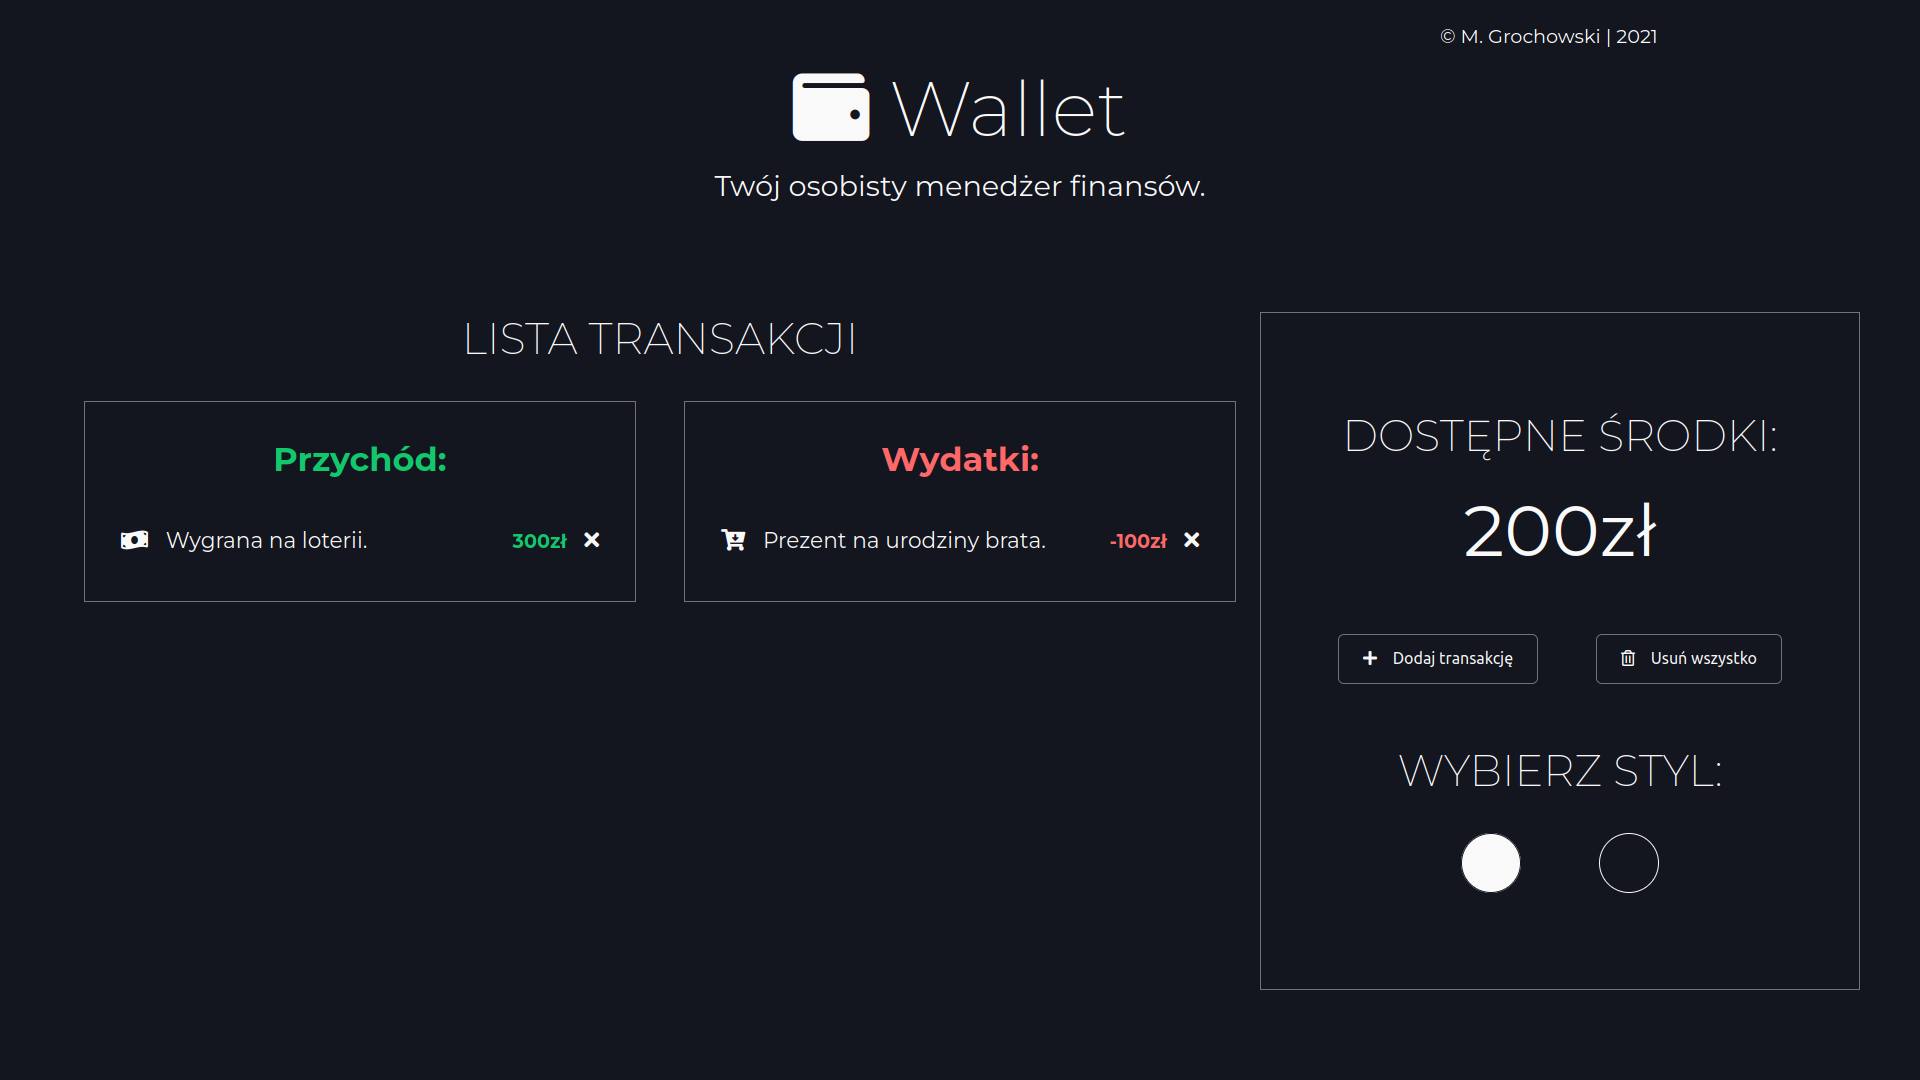 © M. Grochowski | 2021
Wallet
Twój osobisty menedżer finansów.
LISTA TRANSAKCJI
Przychód:
Wygrana na loterii. 300zł
Wydatki:
Prezent na urodziny brata. -100zł
DOSTĘPNE ŚRODKI:
200zł
Dodaj transakcję
Usuń wszystko
WYBIERZ STYL: